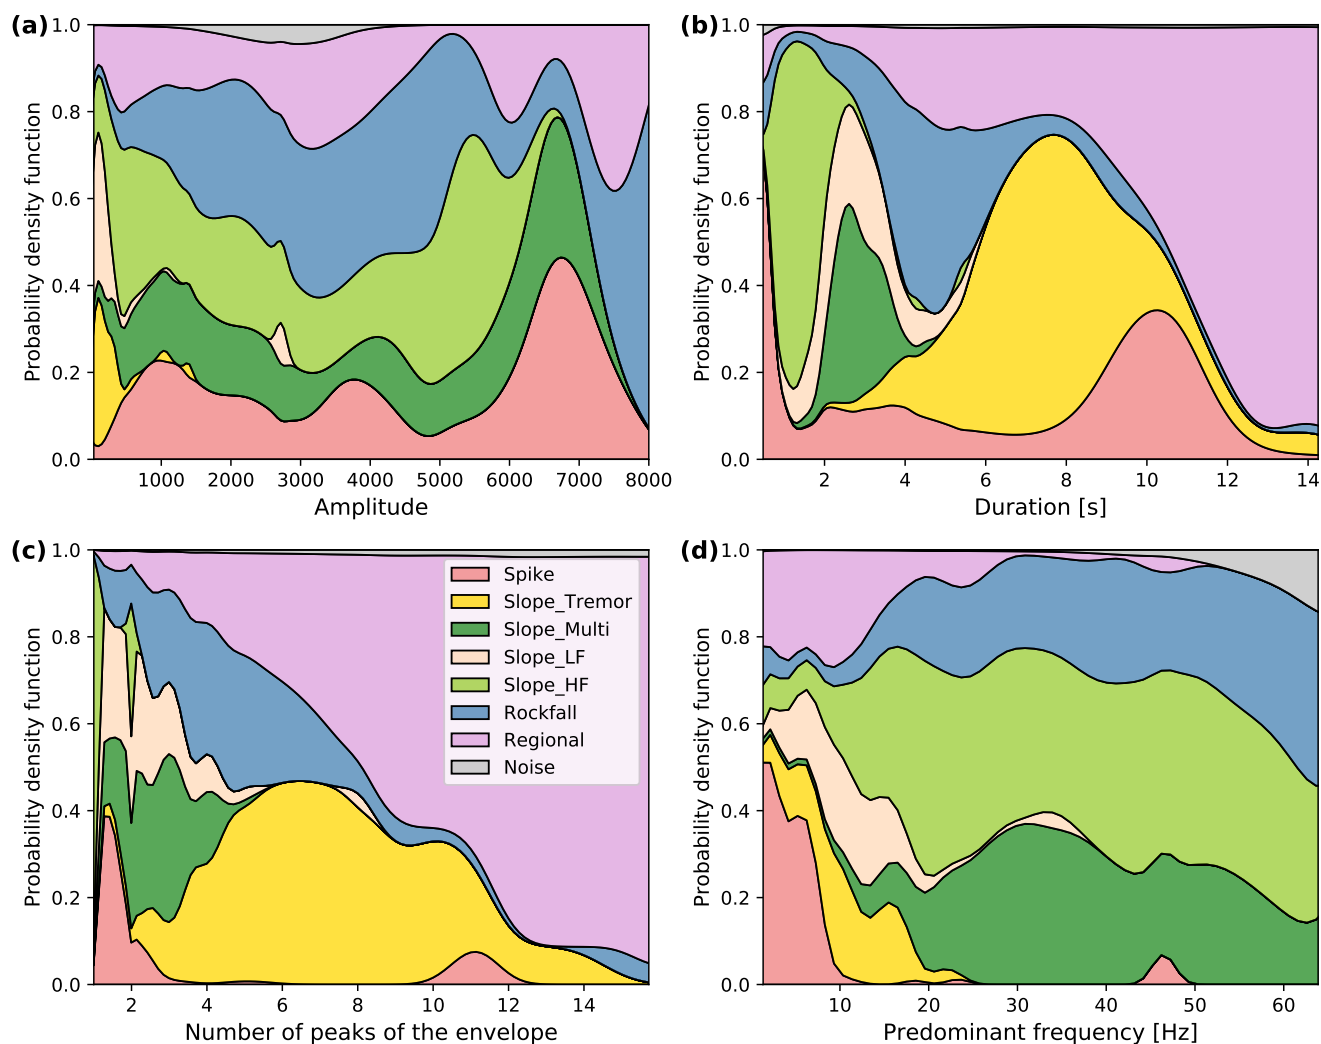 (a)
Probability density function
1.0
0.8
0.6
0.4
0.2
0.0
1000 2000 3000 4000 5000 6000 7000 8000
Amplitude
(b)
Probability density function
1.0
0.8
0.6
0.4
0.2
0.0
2 4 6 8 10 12 14
Duration [s]
(c)
Probability density function
1.0
0.8
0.6
0.4
0.2
0.0
2 4 6 8 10 12 14
Number of peaks of the envelope
Spike
Slope_Tremor
Slope_Multi
Slope_LF
Slope_HF
Rockfall
Regional
Noise
(d)
Probability density function
1.0
0.8
0.6
0.4
0.2
0.0
10 20 30 40 50 60
Predominant frequency [Hz]